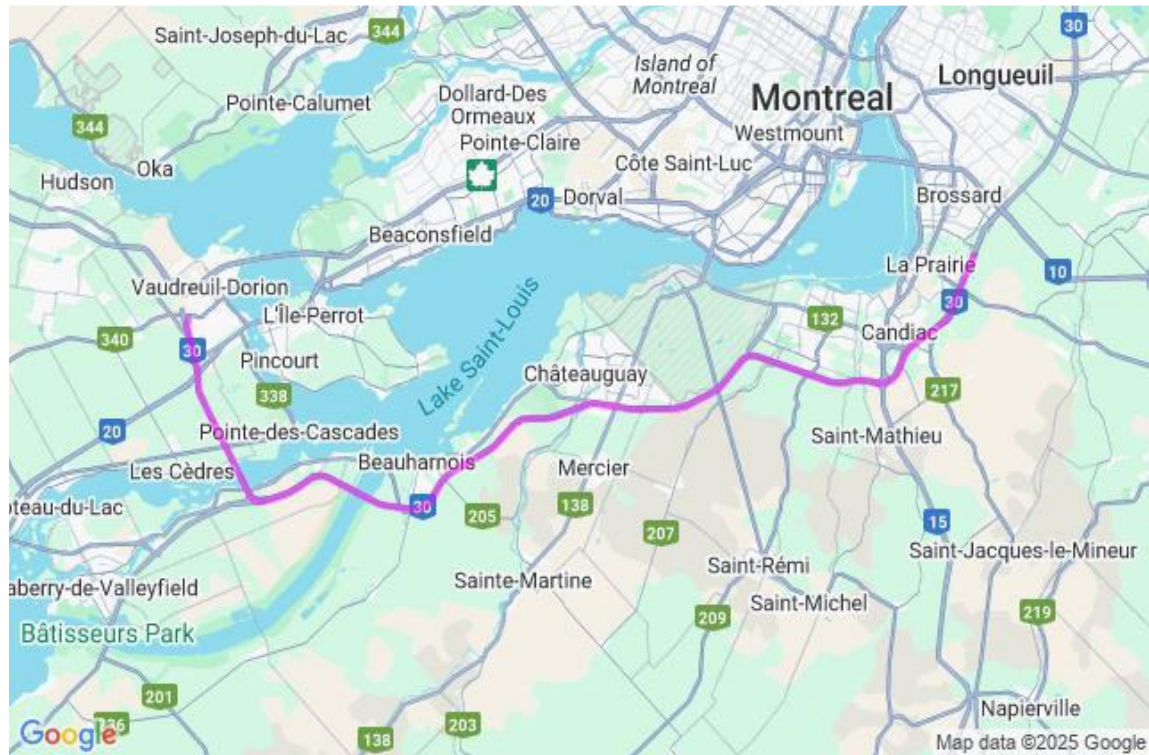 Saint-Joseph-du-Lac
344
30
Island of
Montreal
Longueuil
Pointe-Calumet
Dollard-Des
Ormeaux
Montreal
344
Pointe-Claire
Westmount
Oka
Côte Saint-Luc
Hudson
20
Dorval
Brossard
Beaconsfield
La Prairie
10
Vaudreuil-Dorion
30
L'Île-Perrot
132
340
30
Pincourt
Lake Saint-Louis
Candiac
Châteauguay
338
217
20
Pointe-des-Cascades
Saint-Mathieu
Les Cèdres
Beauharnois
Mercier
oteau-du-Lac
30
205
138
207
15
Saint-Jacques-le-Mineur
aberry-de-Valleyfield
Sainte-Martine
Saint-Rémi
Saint-Michel
209
219
Bâtisseurs Park
201
Napierville
Google
236
138
203
Map data ©2025 Google